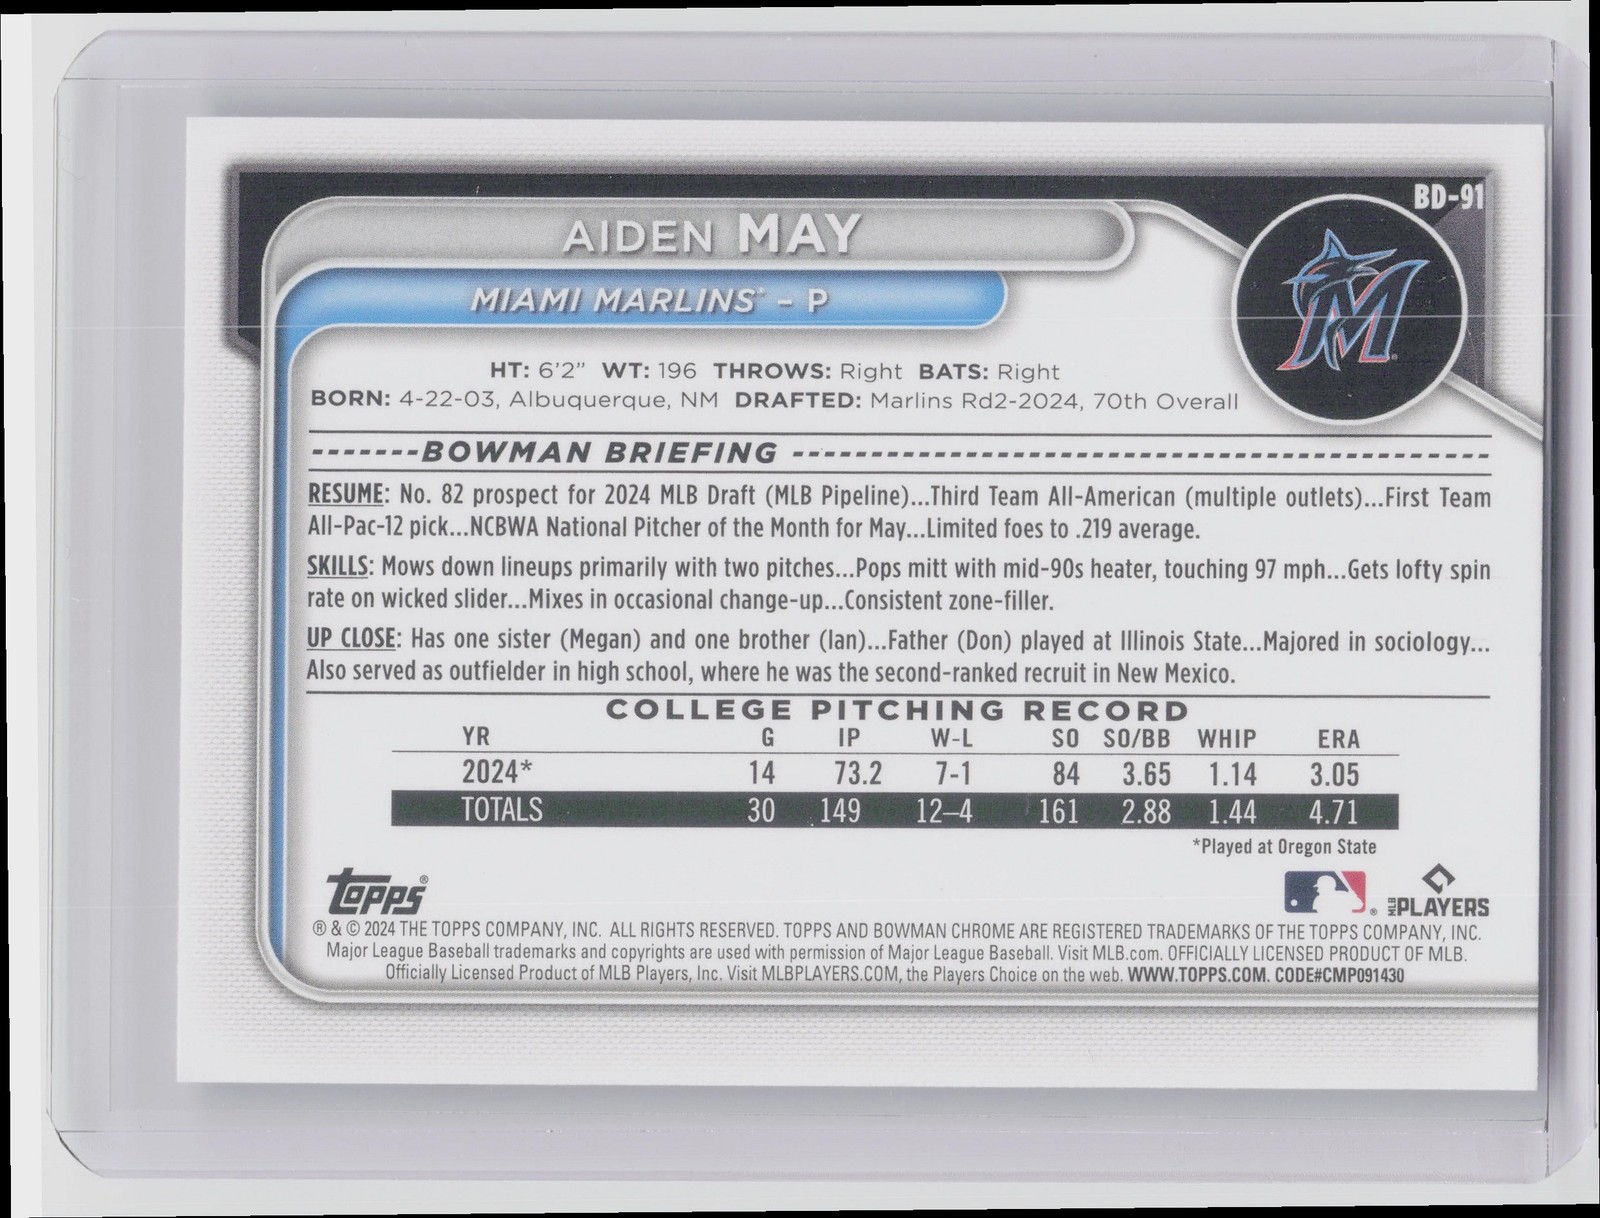 BD-91
AIDEN MAY
MIAMI MARLINS® – P
M
HT: 6'2" WT: 196 THROWS: Right BATS: Right
BORN: 4-22-03, Albuquerque, NM DRAFTED: Marlins Rd2-2024, 70th Overall
BOWMAN BRIEFING
RESUME: No. 82 prospect for 2024 MLB Draft (MLB Pipeline)...Third Team All-American (multiple outlets)...First Team
All-Pac-12 pick...NCBWA National Pitcher of the Month for May...Limited foes to .219 average.
SKILLS: Mows down lineups primarily with two pitches...Pops mitt with mid-90s heater, touching 97 mph...Gets lofty spin
rate on wicked slider...Mixes in occasional change-up...Consistent zone-filler.
UP CLOSE: Has one sister (Megan) and one brother (Ian)...Father (Don) played at Illinois State...Majored in sociology...
Also served as outfielder in high school, where he was the second-ranked recruit in New Mexico.
COLLEGE PITCHING RECORD
YR G IP W-L SO SO/BB WHIP ERA
2024* 14 73.2 7-1 84 3.65 1.14 3.05
TOTALS 30 149 12–4 161 2.88 1.44 4.71
*Played at Oregon State
Topps® ® MLB PLAYERS
® & © 2024 THE TOPPS COMPANY, INC. ALL RIGHTS RESERVED. TOPPS AND BOWMAN CHROME ARE REGISTERED TRADEMARKS OF THE TOPPS COMPANY, INC.
Major League Baseball trademarks and copyrights are used with permission of Major League Baseball. Visit MLB.com. OFFICIALLY LICENSED PRODUCT OF MLB.
Officially Licensed Product of MLB Players, Inc. Visit MLBPLAYERS.COM, the Players Choice on the web. WWW.TOPPS.COM. CODE#CMP091430